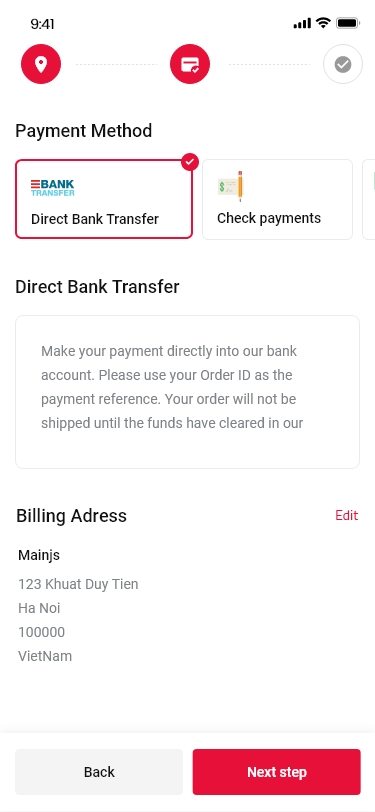 9:41
Payment Method
BANK
TRANSFER
Direct Bank Transfer
$
Check payments
Direct Bank Transfer
Make your payment directly into our bank
account. Please use your Order ID as the
payment reference. Your order will not be
shipped until the funds have cleared in our
Billing Adress
Edit
Mainjs
123 Khuat Duy Tien
Ha Noi
100000
VietNam
Back
Next step